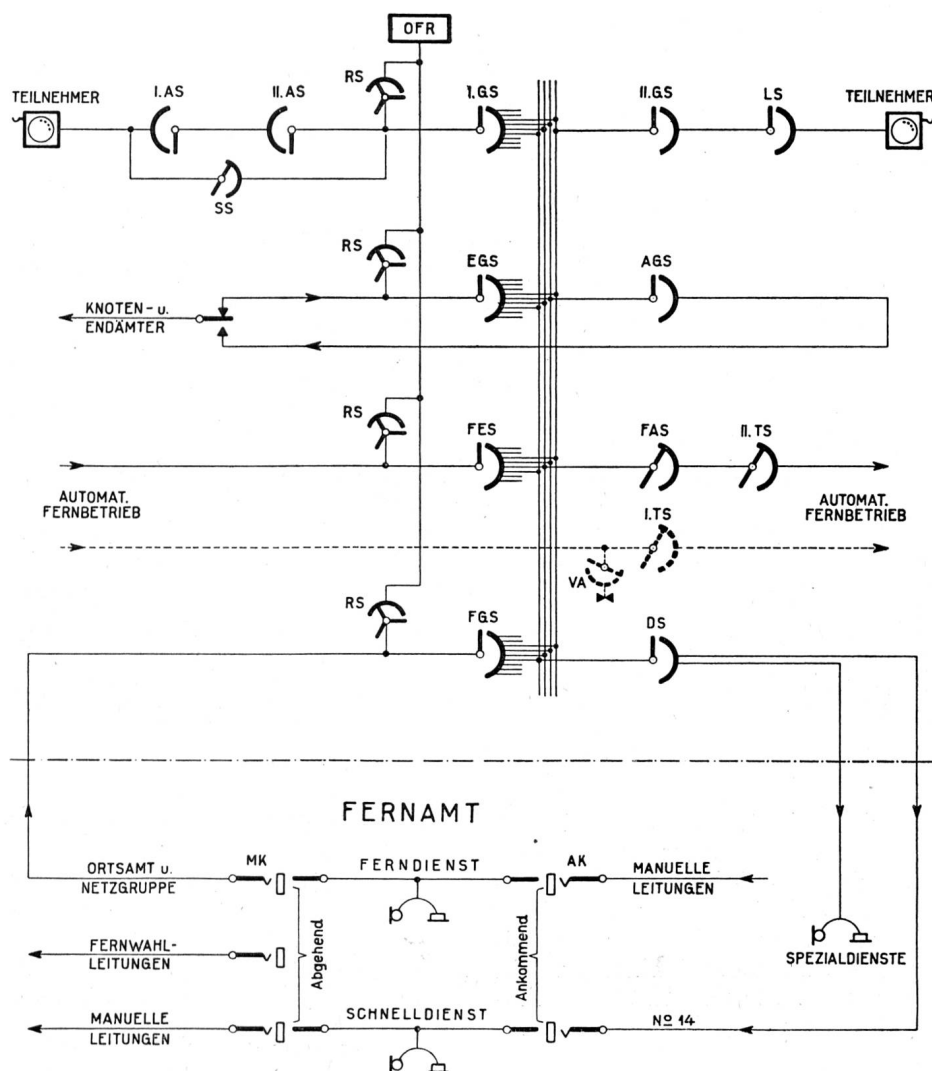 OFR
RS
TEILNEHMER
I.AS
II.AS
I.GS
II.GS
LS
TEILNEHMER
SS
RS
EGS
AGS
KNOTEN- u.
ENDÄMTER
RS
FES
FAS
II.TS
AUTOMAT.
FERNBETRIEB
AUTOMAT.
FERNBETRIEB
I.TS
VA
RS
FGS
DS
FERNAMT
ORTSAMT u.
NETZGRUPPE
MK
FERNDIENST
AK
MANUELLE
LEITUNGEN
Abgehend
Ankommend
FERNWAHL-
LEITUNGEN
SPEZIALDIENSTE
MANUELLE
LEITUNGEN
SCHNELLDIENST
No 14